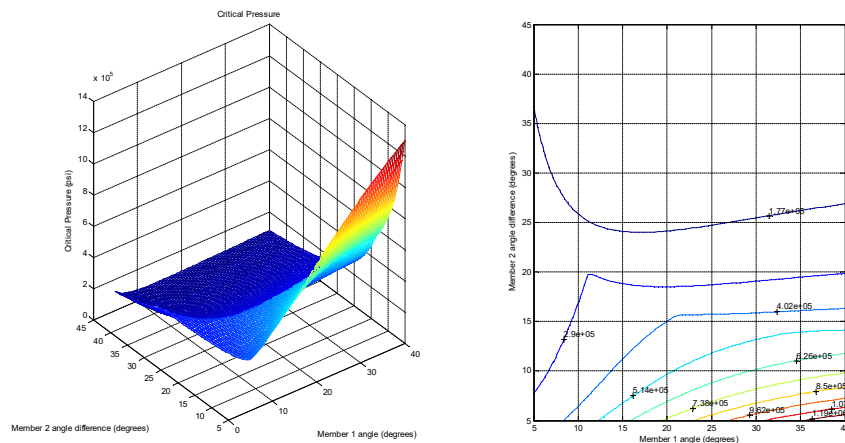 Critical Pressure
x 10^5
14
12
10
8
6
4
2
0
45
40
35
30
25
20
15
10
5
0
10
20
30
40
Critical Pressure (psi)
Member 2 angle difference (degrees)
Member 1 angle (degrees)
45
40
35
30
25
20
15
10
5
5
10
15
20
25
30
35
40
Member 2 angle difference (degrees)
Member 1 angle (degrees)
1.77e+05
2.9e+05
4.02e+05
5.14e+05
6.26e+05
7.38e+05
8.5e+05
9.62e+05
1.19e+06